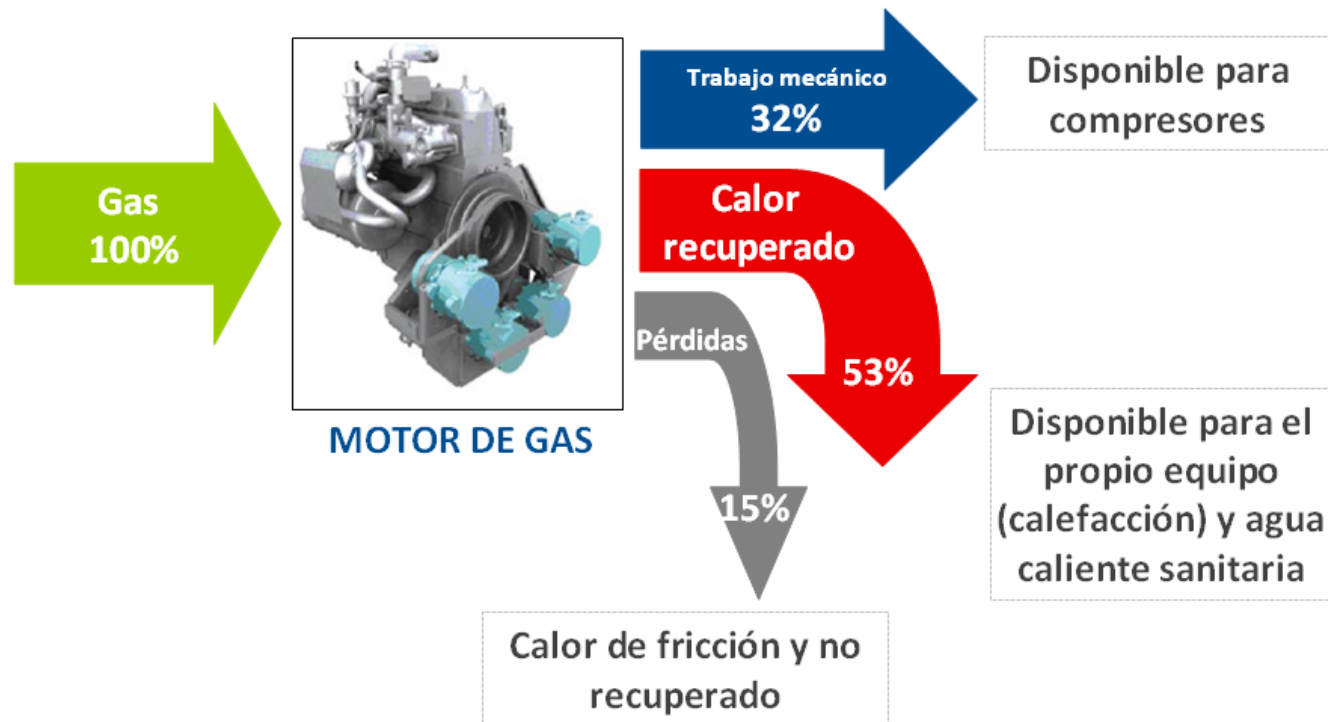 Gas
100%
MOTOR DE GAS
Trabajo mecánico
32%
Disponible para
compresores
Calor
recuperado
53%
Disponible para el
propio equipo
(calefacción) y agua
caliente sanitaria
Pérdidas
15%
Calor de fricción y no
recuperado